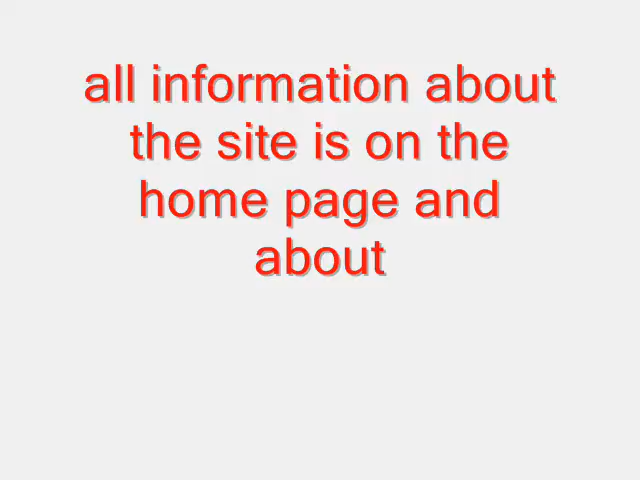 all information about
the site is on the
home page and
about